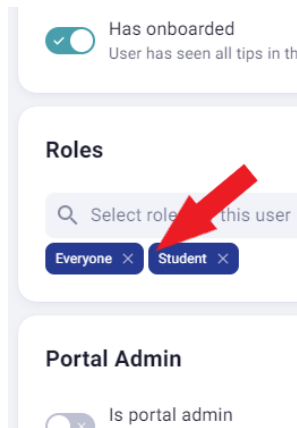 Has onboarded
User has seen all tips in th
Roles
Select role this user
Everyone ×
Student ×
Portal Admin
Is portal admin